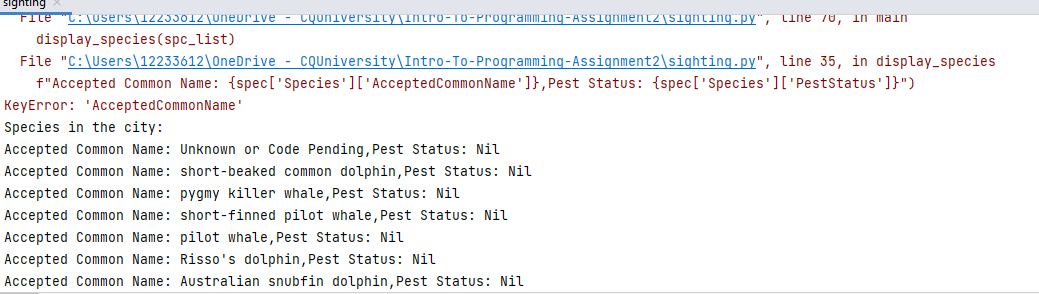 sighting ×
File "C:\Users\12233612\OneDrive - CQUniversity\Intro-To-Programming-Assignment2\sighting.py", line 70, in main
display_species(spc_list)
File "C:\Users\12233612\OneDrive - CQUniversity\Intro-To-Programming-Assignment2\sighting.py", line 35, in display_species
f"Accepted Common Name: {spec['Species']['AcceptedCommonName']},Pest Status: {spec['Species']['PestStatus']}")
KeyError: 'AcceptedCommonName'
Species in the city:
Accepted Common Name: Unknown or Code Pending,Pest Status: Nil
Accepted Common Name: short-beaked common dolphin,Pest Status: Nil
Accepted Common Name: pygmy killer whale,Pest Status: Nil
Accepted Common Name: short-finned pilot whale,Pest Status: Nil
Accepted Common Name: pilot whale,Pest Status: Nil
Accepted Common Name: Risso's dolphin,Pest Status: Nil
Accepted Common Name: Australian snubfin dolphin,Pest Status: Nil